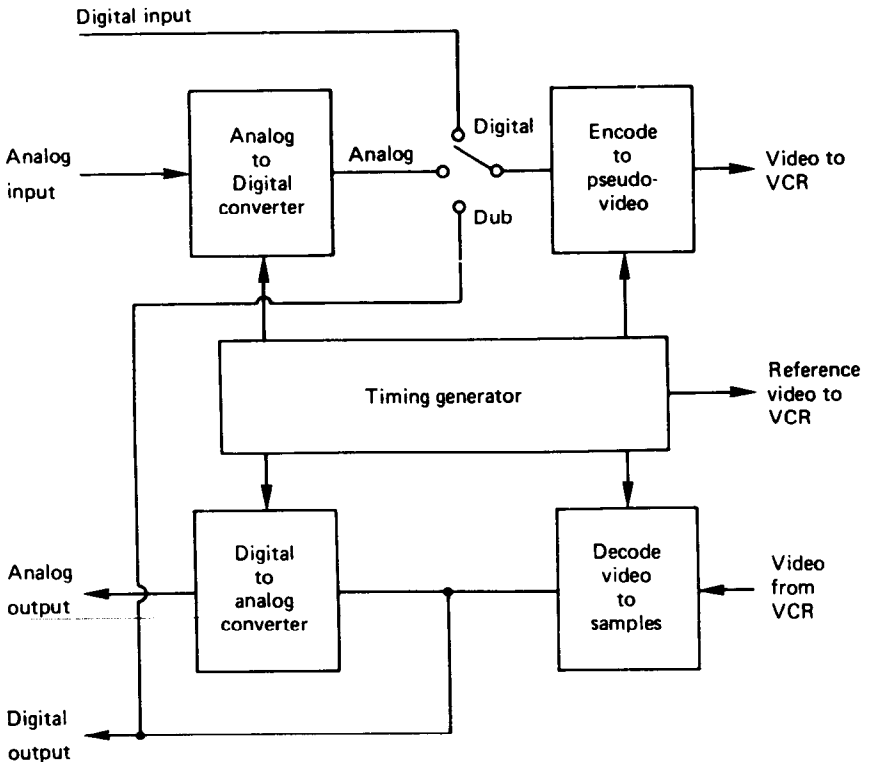 Digital input
Analog
input
Analog
to
Digital
converter
Analog
Digital
Dub
Encode
to
pseudo-
video
Video to
VCR
Timing generator
Reference
video to
VCR
Analog
output
Digital
to
analog
converter
Decode
video
to
samples
Video
from
VCR
Digital
output